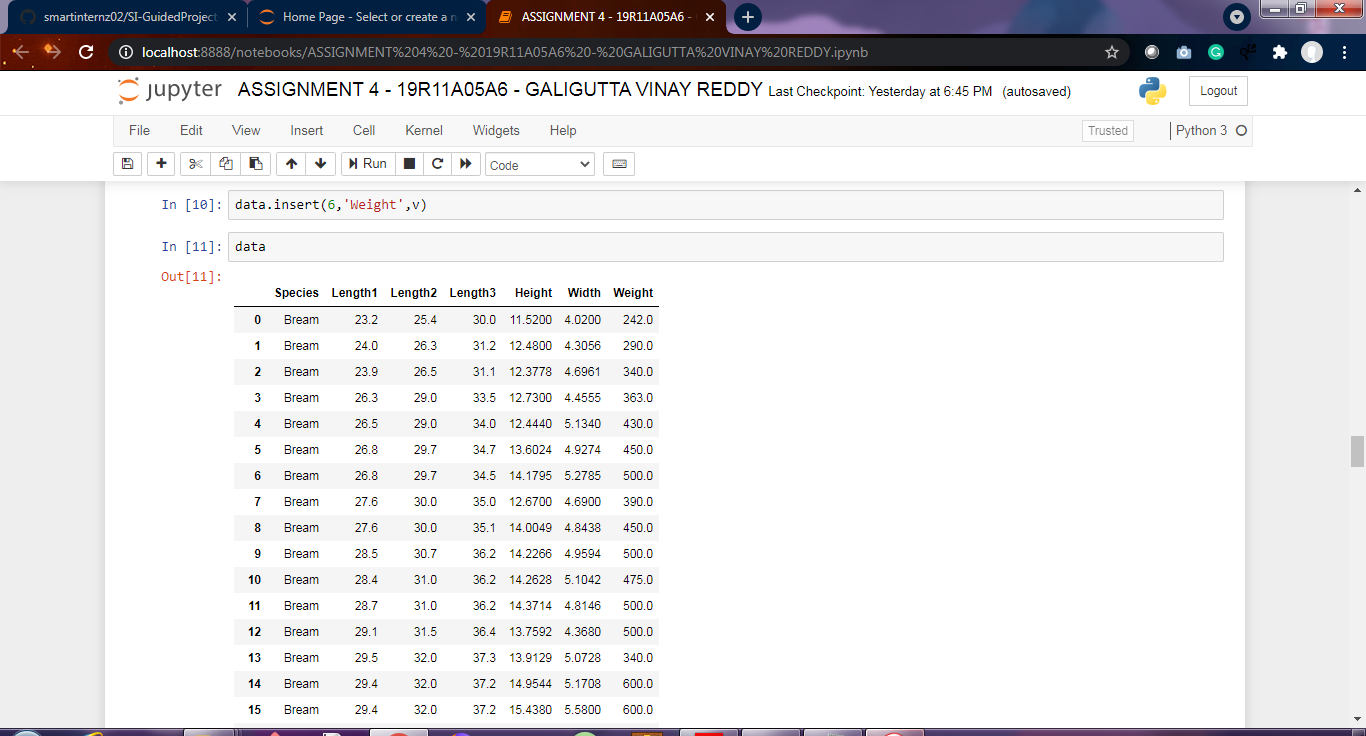 smartinternz02/SI-GuidedProject Home Page - Select or create a n ASSIGNMENT 4 - 19R11A05A6 -
localhost:8888/notebooks/ASSIGNMENT%204%20-%2019R11A05A6%20-%20GALIGUTTA%20VINAY%20REDDY.ipynb
jupyter ASSIGNMENT 4 - 19R11A05A6 - GALIGUTTA VINAY REDDY Last Checkpoint: Yesterday at 6:45 PM (autosaved) Logout
File Edit View Insert Cell Kernel Widgets Help Trusted Python 3
Run Code
In [10]: data.insert(6,'Weight',v)
In [11]: data
Out[11]:
Species Length1 Length2 Length3 Height Width Weight
0 Bream 23.2 25.4 30.0 11.5200 4.0200 242.0
1 Bream 24.0 26.3 31.2 12.4800 4.3056 290.0
2 Bream 23.9 26.5 31.1 12.3778 4.6961 340.0
3 Bream 26.3 29.0 33.5 12.7300 4.4555 363.0
4 Bream 26.5 29.0 34.0 12.4440 5.1340 430.0
5 Bream 26.8 29.7 34.7 13.6024 4.9274 450.0
6 Bream 26.8 29.7 34.5 14.1795 5.2785 500.0
7 Bream 27.6 30.0 35.0 12.6700 4.6900 390.0
8 Bream 27.6 30.0 35.1 14.0049 4.8438 450.0
9 Bream 28.5 30.7 36.2 14.2266 4.9594 500.0
10 Bream 28.4 31.0 36.2 14.2628 5.1042 475.0
11 Bream 28.7 31.0 36.2 14.3714 4.8146 500.0
12 Bream 29.1 31.5 36.4 13.7592 4.3680 500.0
13 Bream 29.5 32.0 37.3 13.9129 5.0728 340.0
14 Bream 29.4 32.0 37.2 14.9544 5.1708 600.0
15 Bream 29.4 32.0 37.2 15.4380 5.5800 600.0